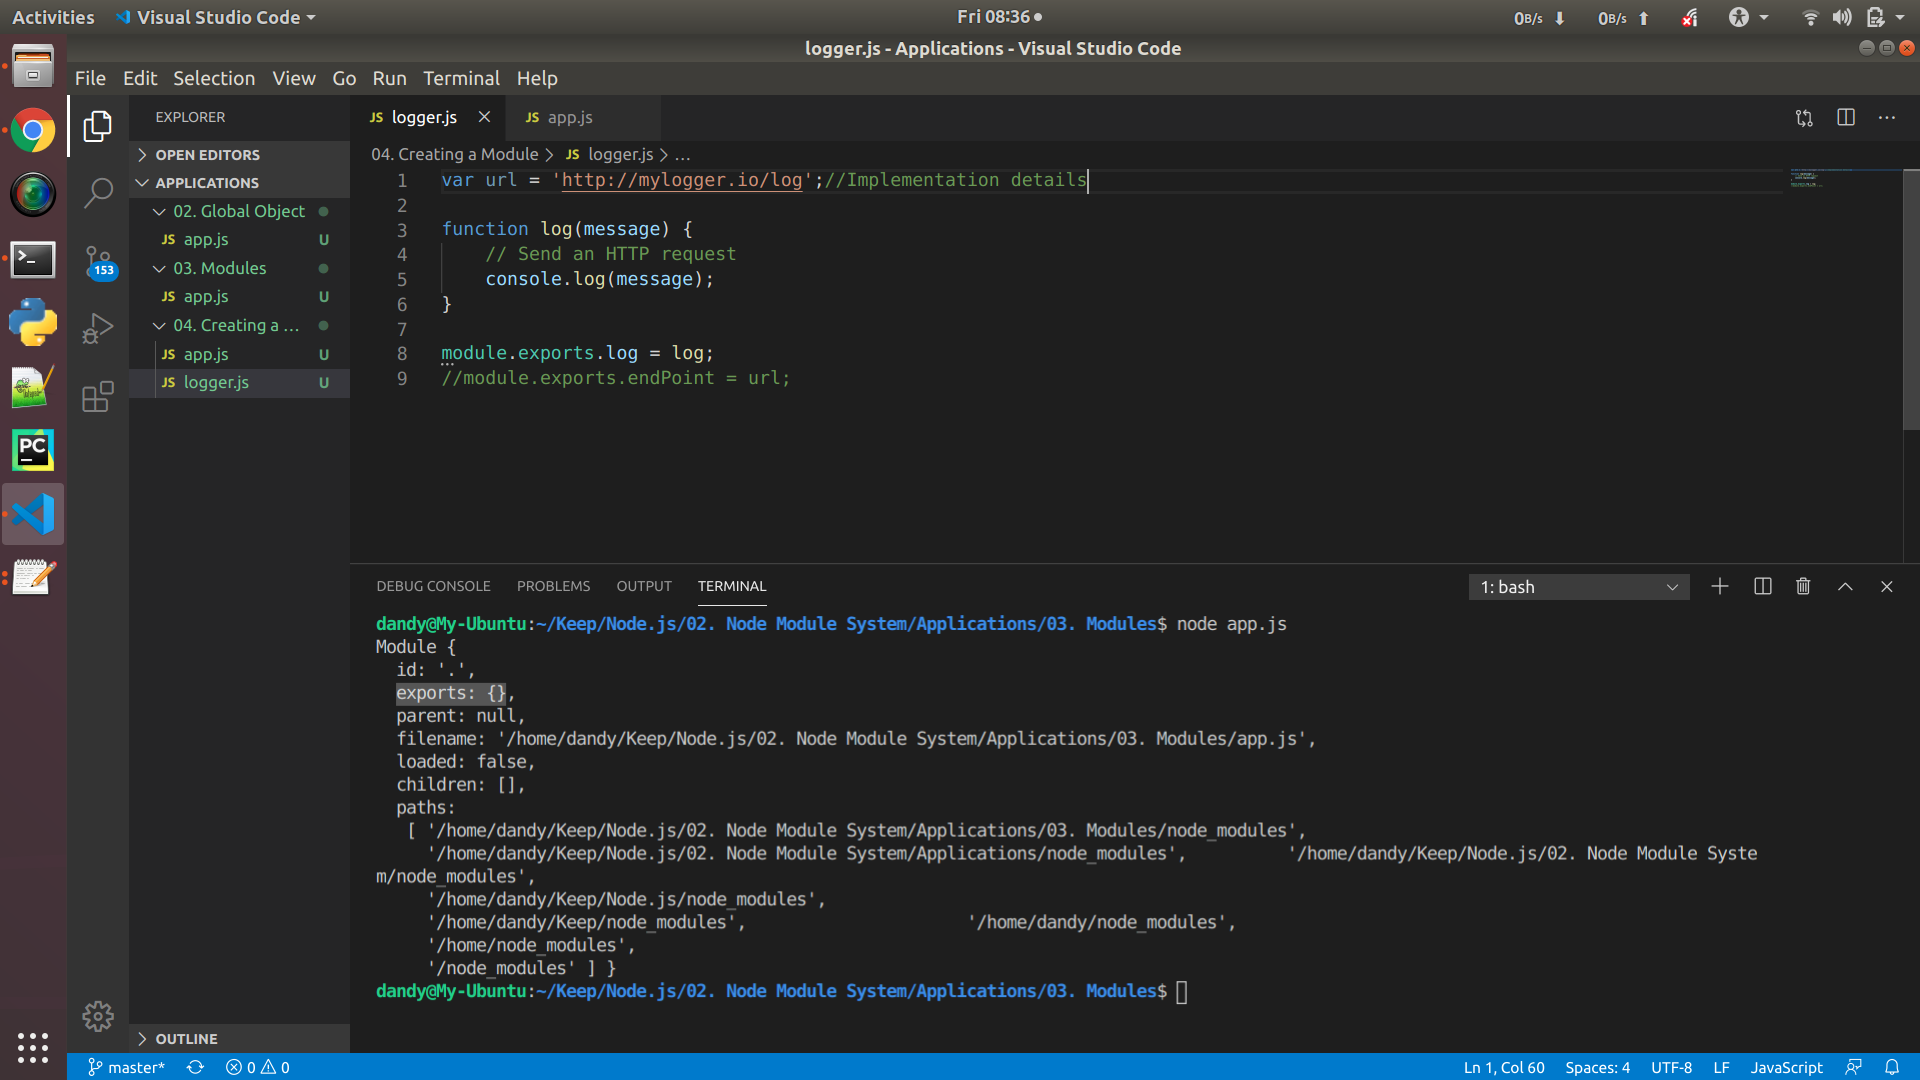 Activities
Visual Studio Code
Fri 08:36
0B/s
0B/s
logger.js - Applications - Visual Studio Code
File Edit Selection View Go Run Terminal Help
EXPLORER
OPEN EDITORS
APPLICATIONS
02. Global Object
JS app.js U
03. Modules
JS app.js U
04. Creating a ...
JS app.js U
JS logger.js U
153
OUTLINE
JS logger.js
JS app.js
04. Creating a Module > JS logger.js > ...
1 var url = 'http://mylogger.io/log';//Implementation details
2
3 function log(message) {
4 // Send an HTTP request
5 console.log(message);
6 }
7
8 module.exports.log = log;
9 //module.exports.endPoint = url;
DEBUG CONSOLE PROBLEMS OUTPUT TERMINAL
1: bash
dandy@My-Ubuntu:~/Keep/Node.js/02. Node Module System/Applications/03. Modules$ node app.js
Module {
id: '.',
exports: {},
parent: null,
filename: '/home/dandy/Keep/Node.js/02. Node Module System/Applications/03. Modules/app.js',
loaded: false,
children: [],
paths:
[ '/home/dandy/Keep/Node.js/02. Node Module System/Applications/03. Modules/node_modules',
'/home/dandy/Keep/Node.js/02. Node Module System/Applications/node_modules', '/home/dandy/Keep/Node.js/02. Node Module Syste
m/node_modules',
'/home/dandy/Keep/Node.js/node_modules',
'/home/dandy/Keep/node_modules', '/home/dandy/node_modules',
'/home/node_modules',
'/node_modules' ] }
dandy@My-Ubuntu:~/Keep/Node.js/02. Node Module System/Applications/03. Modules$
PC
master*
0 0
Ln 1, Col 60
Spaces: 4
UTF-8
LF
JavaScript